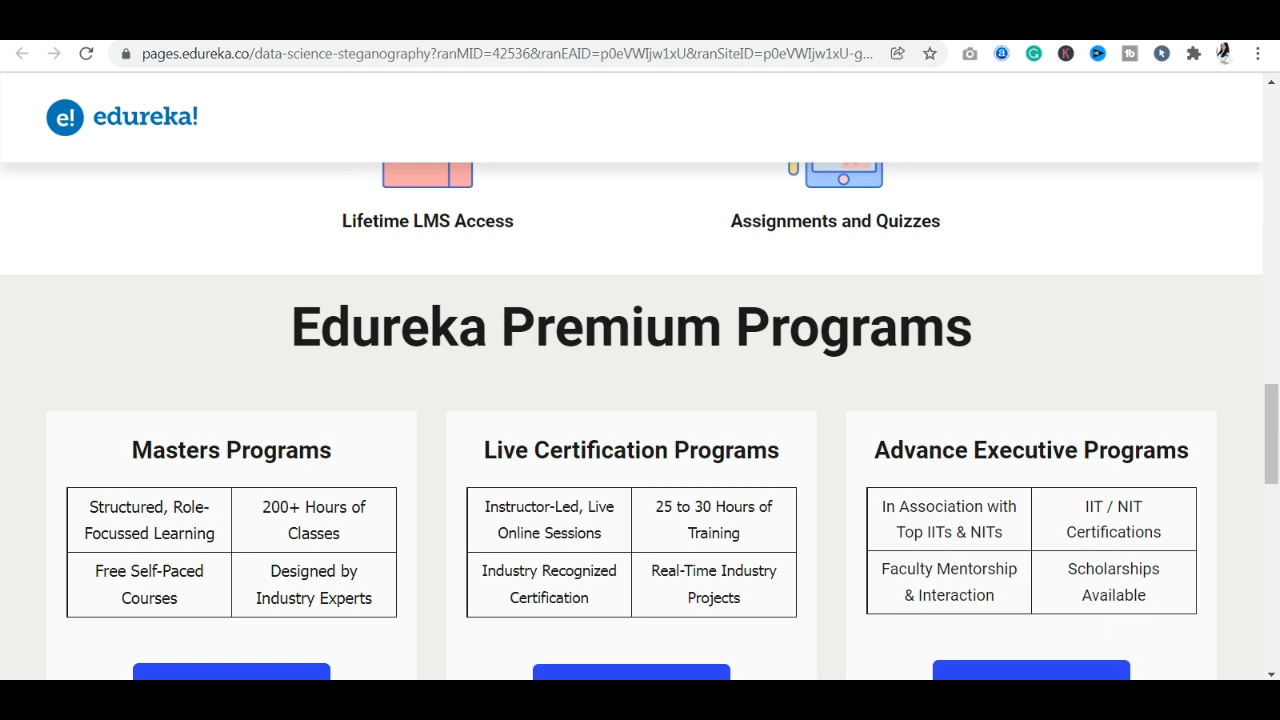 pages.edureka.co/data-science-steganography?ranMID=42536&ranEAID=p0eVWIjw1xU&ranSiteID=p0eVWIjw1xU-g...
e! edureka!
Lifetime LMS Access
Assignments and Quizzes
Edureka Premium Programs
Masters Programs
Structured, Role-
Focussed Learning
200+ Hours of
Classes
Free Self-Paced
Courses
Designed by
Industry Experts
Live Certification Programs
Instructor-Led, Live
Online Sessions
25 to 30 Hours of
Training
Industry Recognized
Certification
Real-Time Industry
Projects
Advance Executive Programs
In Association with
Top IITs & NITs
IIT / NIT
Certifications
Faculty Mentorship
& Interaction
Scholarships
Available